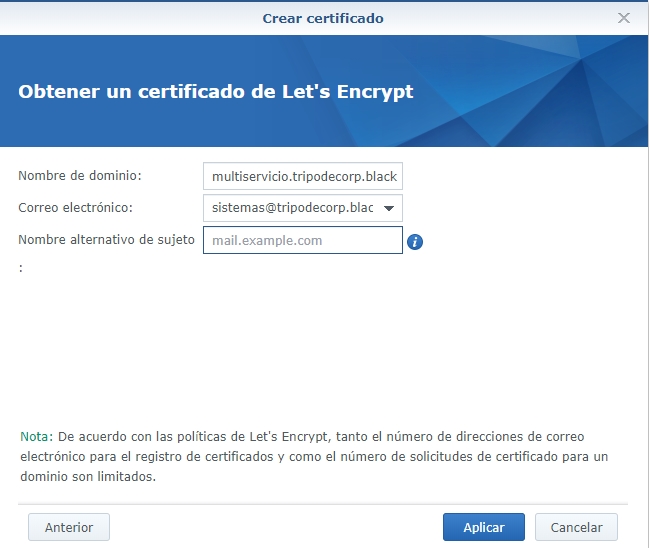 Crear certificado
Obtener un certificado de Let's Encrypt
Nombre de dominio: multiservicio.tripodecorp.black
Correo electrónico: sistemas@tripodecorp.blac
Nombre alternativo de sujeto mail.example.com i
:
Nota: De acuerdo con las políticas de Let's Encrypt, tanto el número de direcciones de correo
electrónico para el registro de certificados y como el número de solicitudes de certificado para un
dominio son limitados.
Anterior Aplicar Cancelar